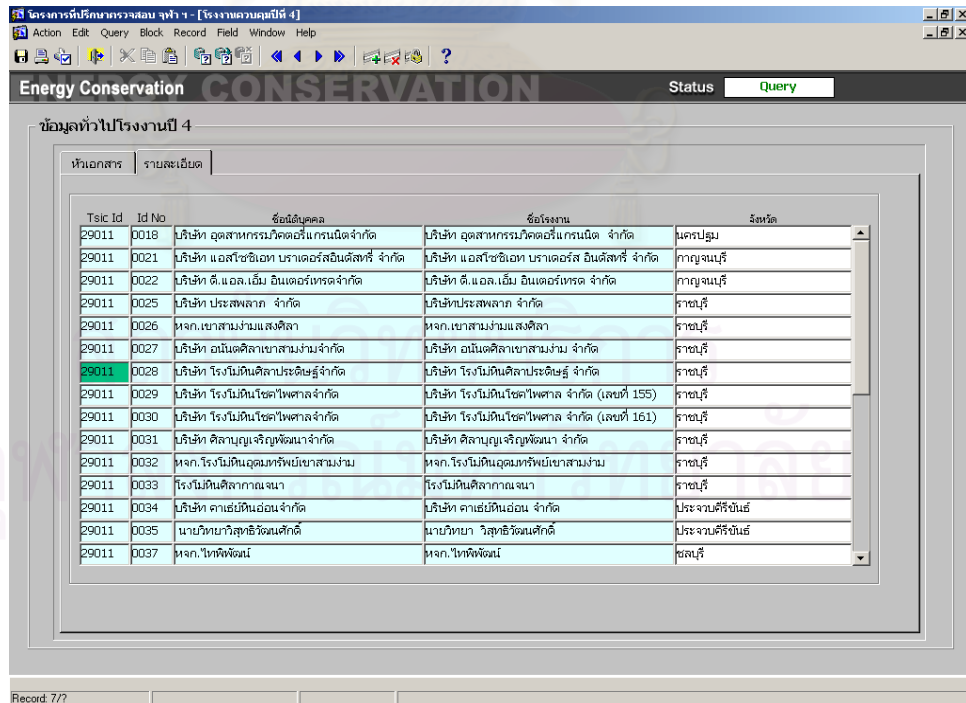 โครงการที่ปรึกษาตรวจสอบ จุฬา ฯ - [โรงงานควบคุมปีที่ 4]
Action Edit Query Block Record Field Window Help
Energy Conservation
ENERGY CONSERVATION
Status Query
ข้อมูลทั่วไปโรงงานปี 4
หัวเอกสาร รายละเอียด
Tsic Id Id No ชื่อนิติบุคคล ชื่อโรงงาน จังหวัด
29011 0018 บริษัท อุตสาหกรรมวิคตอรี่แกรนนิตจำกัด บริษัท อุตสาหกรรมวิคตอรี่แกรนนิต จำกัด นครปฐม
29011 0021 บริษัท แอสโซซิเอท บราเดอร์สอินดัสทรี่ จำกัด บริษัท แอสโซซิเอท บราเดอร์ส อินดัสทรี่ จำกัด กาญจนบุรี
29011 0022 บริษัท ดี.แอล.เอ็ม อินเตอร์เทรดจำกัด บริษัท ดี.แอล.เอ็ม อินเตอร์เทรด จำกัด กาญจนบุรี
29011 0025 บริษัท ประสพลาภ จำกัด บริษัทประสพลาภ จำกัด ราชบุรี
29011 0026 หจก.เขาสามง่ามแสงศิลา หจก.เขาสามง่ามแสงศิลา ราชบุรี
29011 0027 บริษัท อนันตศิลาเขาสามง่ามจำกัด บริษัท อนันตศิลาเขาสามง่าม จำกัด ราชบุรี
29011 0028 บริษัท โรงโม่หินศิลาประดิษฐ์จำกัด บริษัท โรงโม่หินศิลาประดิษฐ์ จำกัด ราชบุรี
29011 0029 บริษัท โรงโม่หินโชคไพศาลจำกัด บริษัท โรงโม่หินโชคไพศาล จำกัด (เลขที่ 155) ราชบุรี
29011 0030 บริษัท โรงโม่หินโชคไพศาลจำกัด บริษัท โรงโม่หินโชคไพศาล จำกัด (เลขที่ 161) ราชบุรี
29011 0031 บริษัท ศิลาบุญเจริญพัฒนาจำกัด บริษัท ศิลาบุญเจริญพัฒนา จำกัด ราชบุรี
29011 0032 หจก.โรงโม่หินอุดมทรัพย์เขาสามง่าม หจก.โรงโม่หินอุดมทรัพย์เขาสามง่าม ราชบุรี
29011 0033 โรงโม่หินศิลากาณจนา โรงโม่หินศิลากาณจนา ราชบุรี
29011 0034 บริษัท คาเธ่ย์หินอ่อนจำกัด บริษัท คาเธ่ย์หินอ่อน จำกัด ประจวบคีรีขันธ์
29011 0035 นายวิทยาวิสุทธิวัฒนศักดิ์ นายวิทยา วิสุทธิวัฒนศักดิ์ ประจวบคีรีขันธ์
29011 0037 หจก.ไทพิพัฒน์ หจก.ไทพิพัฒน์ ชลบุรี
Record: 7/?